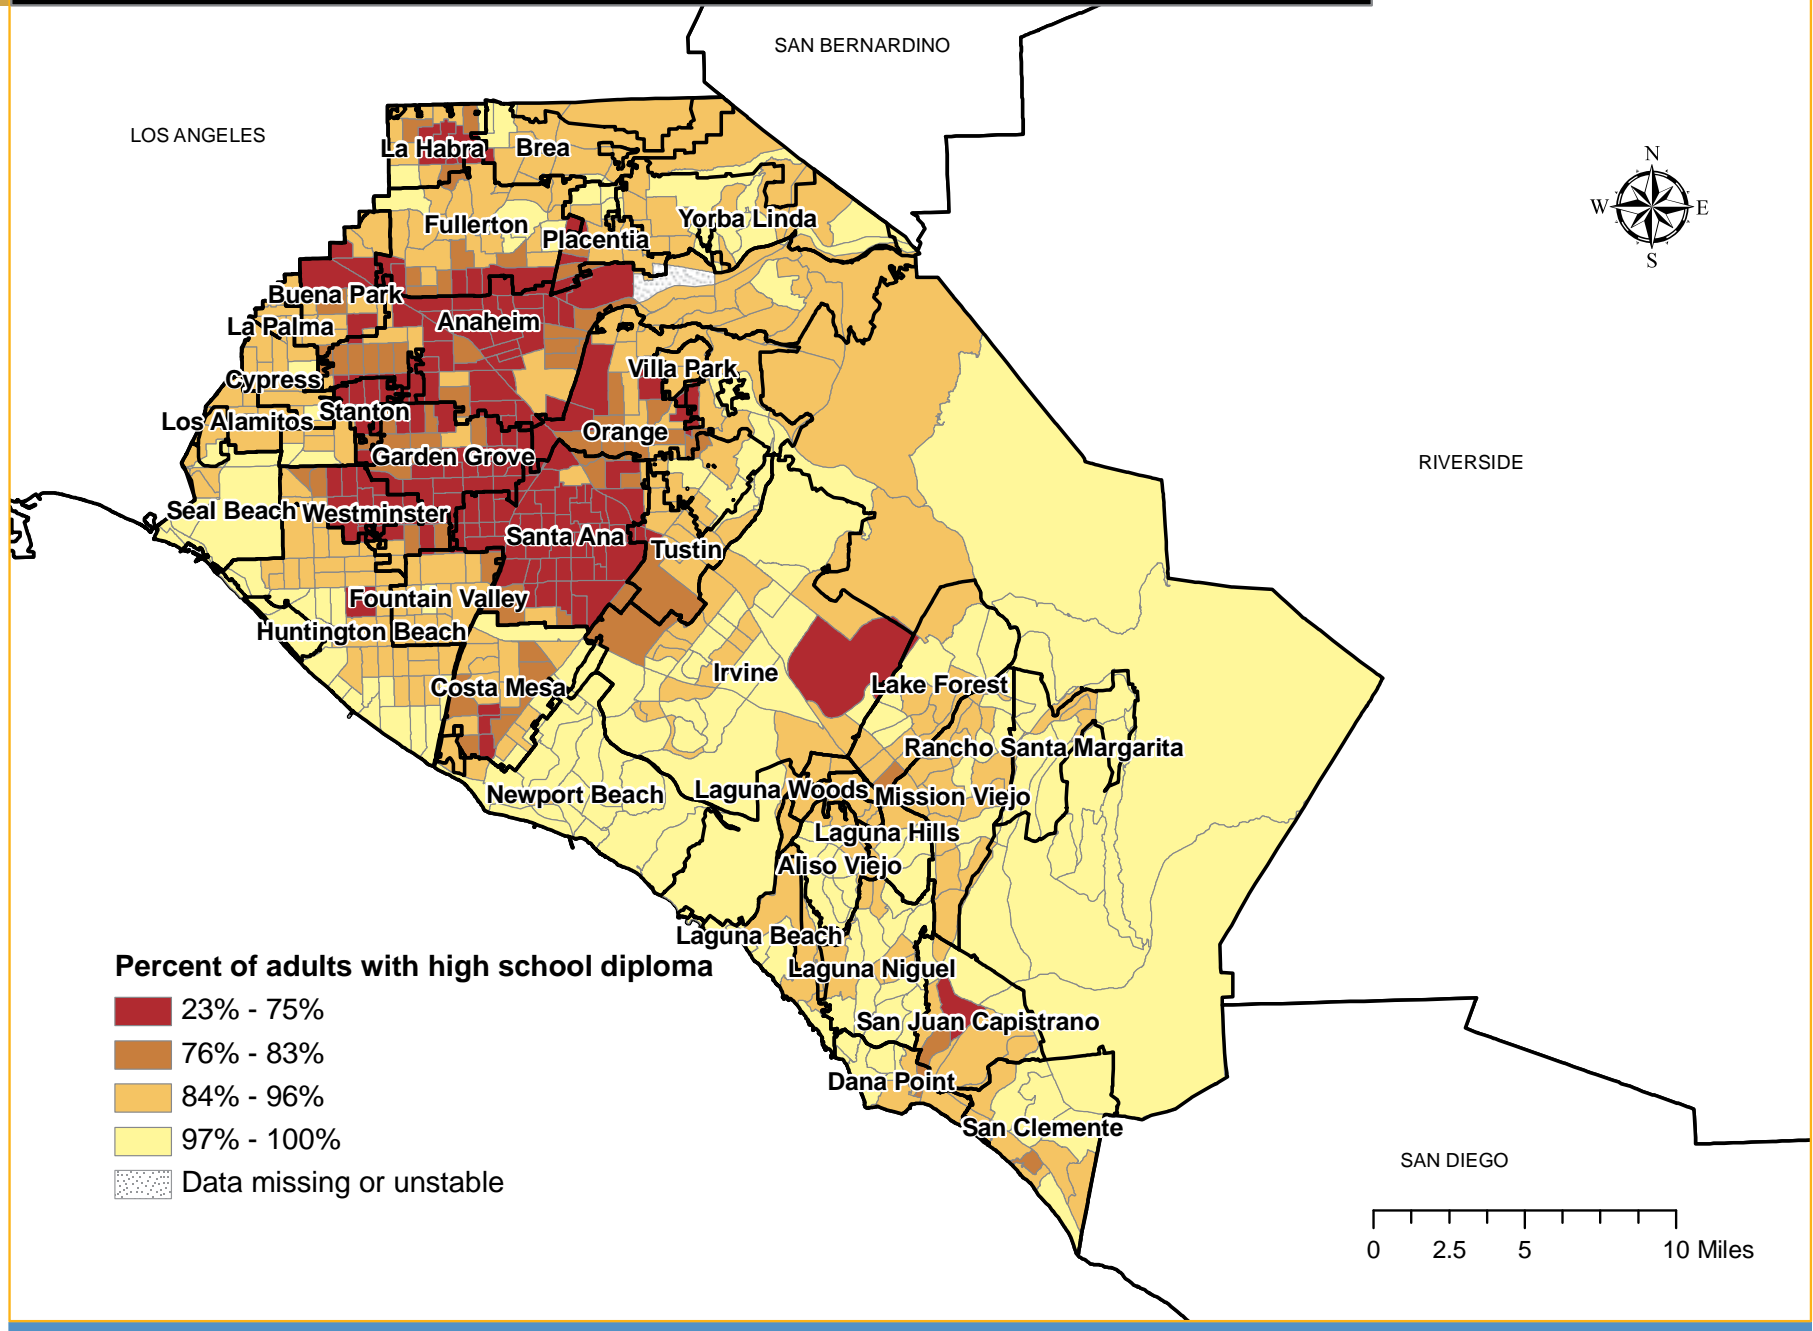 SAN BERNARDINO
LOS ANGELES
N
W E
S
La Habra
Brea
Fullerton
Placentia
Yorba Linda
Buena Park
La Palma
Anaheim
Cypress
Villa Park
Los Alamitos
Stanton
Orange
Garden Grove
RIVERSIDE
Seal Beach
Westminster
Santa Ana
Tustin
Fountain Valley
Huntington Beach
Costa Mesa
Irvine
Lake Forest
Rancho Santa Margarita
Newport Beach
Laguna Woods
Mission Viejo
Laguna Hills
Aliso Viejo
Laguna Beach
Laguna Niguel
San Juan Capistrano
Dana Point
San Clemente
SAN DIEGO
Percent of adults with high school diploma
23% - 75%
76% - 83%
84% - 96%
97% - 100%
Data missing or unstable
0 2.5 5 10 Miles